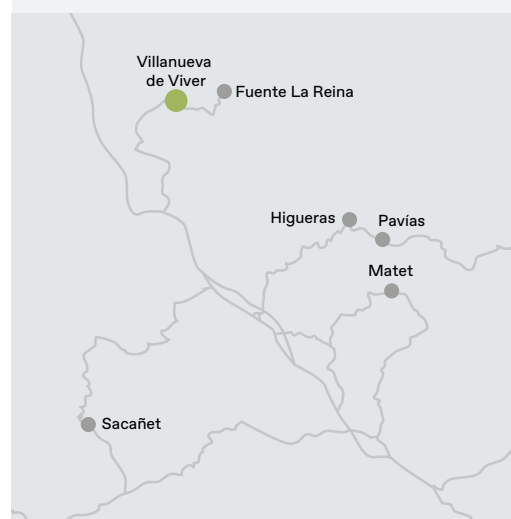 Villanueva
de Viver
Fuente La Reina
Higueras
Pavías
Matet
Sacañet